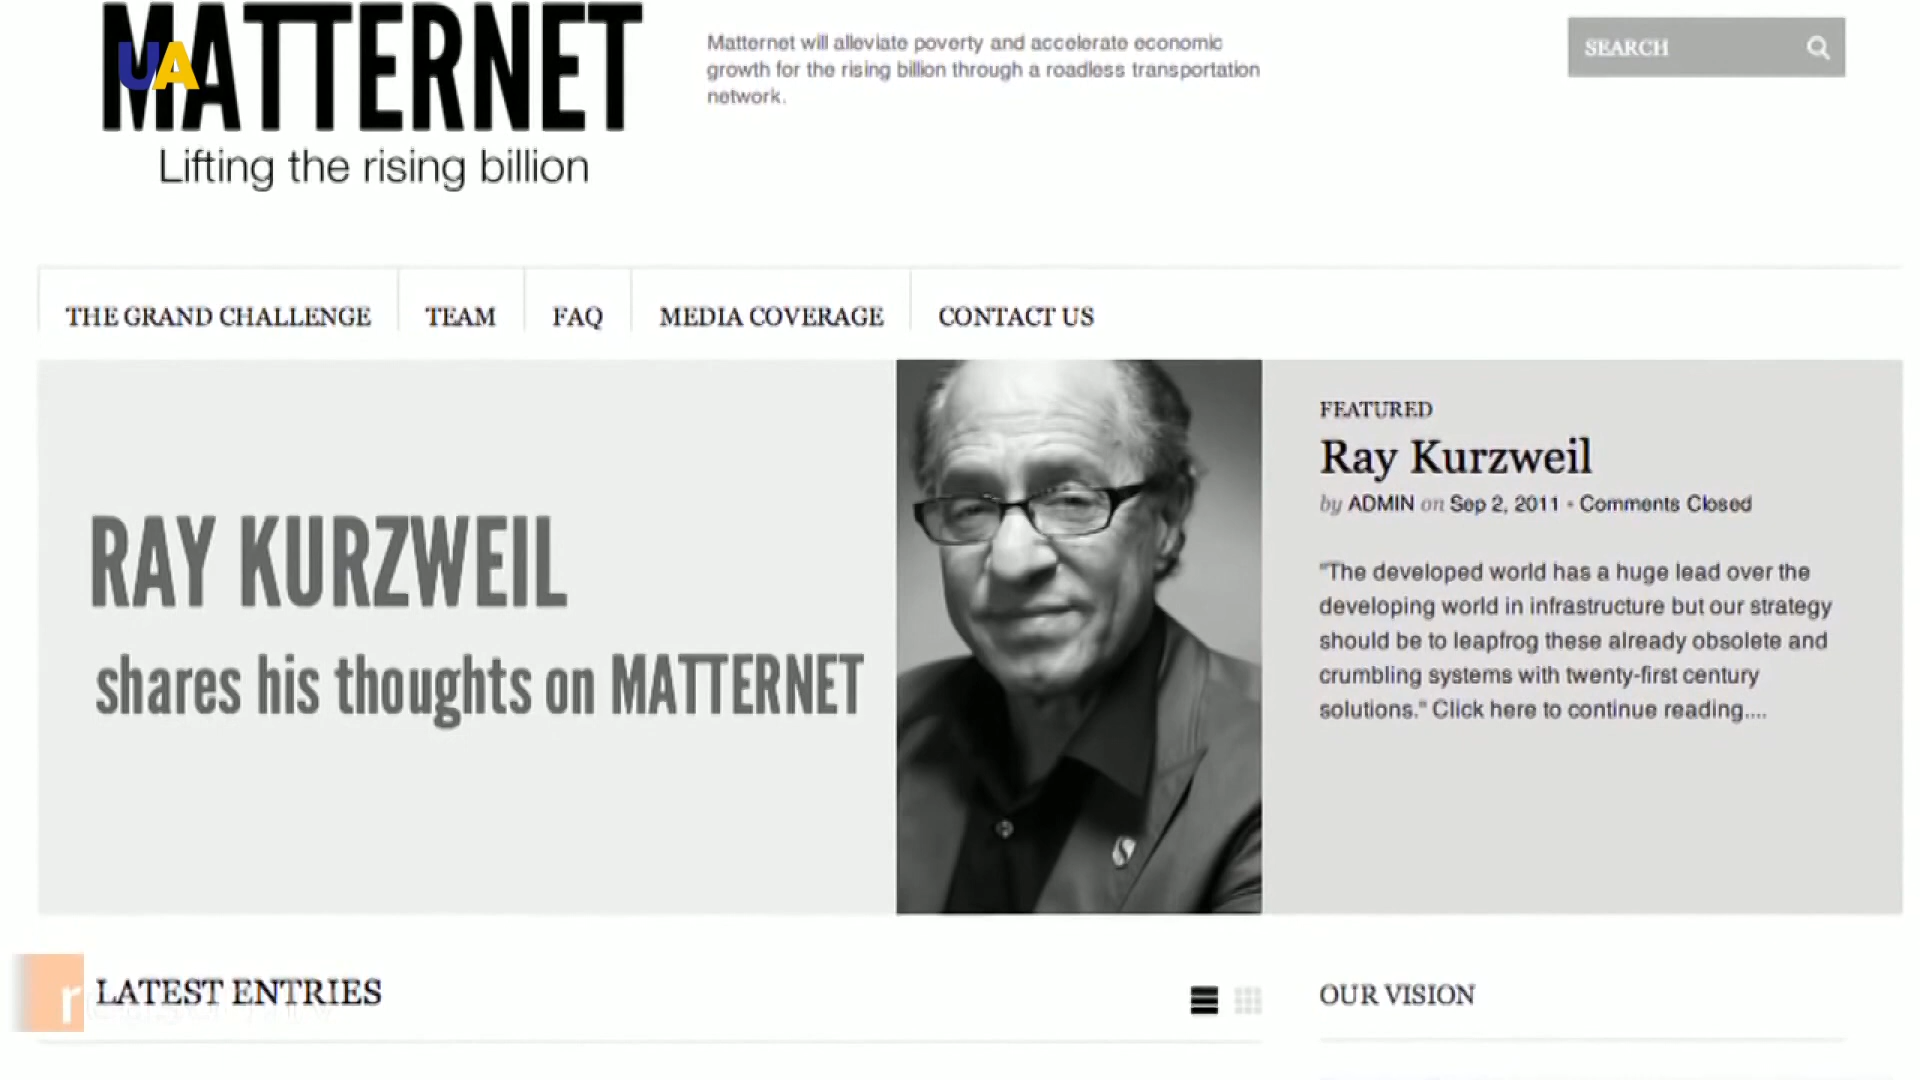 MATTERNET
UA
Lifting the rising billion
Matternet will alleviate poverty and accelerate economic
growth for the rising billion through a roadless transportation
network.
SEARCH
THE GRAND CHALLENGE
TEAM
FAQ
MEDIA COVERAGE
CONTACT US
RAY KURZWEIL
shares his thoughts on MATTERNET
FEATURED
Ray Kurzweil
by ADMIN on Sep 2, 2011 • Comments Closed
"The developed world has a huge lead over the
developing world in infrastructure but our strategy
should be to leapfrog these already obsolete and
crumbling systems with twenty-first century
solutions." Click here to continue reading....
LATEST ENTRIES
OUR VISION